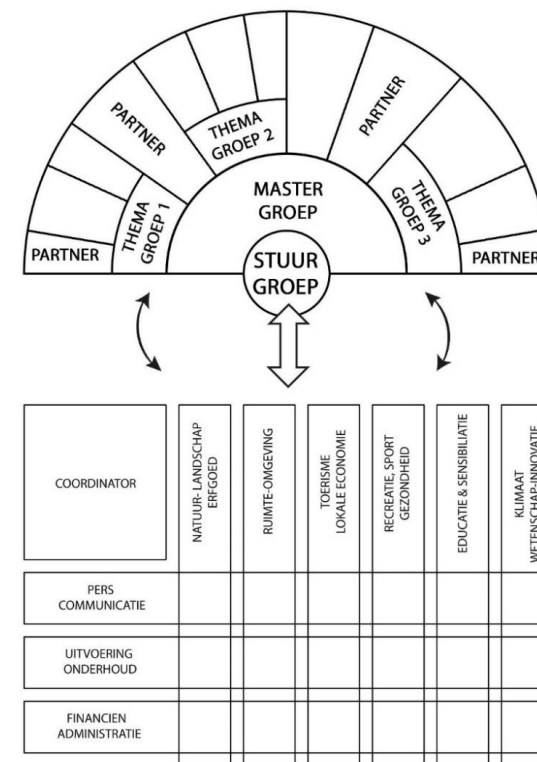 PARTNER
THEMA
GROEP 1
PARTNER
THEMA
GROEP 2
MASTER
GROEP
STUUR
GROEP
PARTNER
THEMA
GROEP 3
PARTNER
COORDINATOR
NATUUR- LANDSCHAP
ERFGOED
RUIMTE-OMGEVING
TOERISME
LOKALE ECONOMIE
RECREATIE, SPORT
GEZONDHEID
EDUCATIE & SENSIBILIATIE
KLIMAAT
WETENSCHAP-INNOVATIE
PERS
COMMUNICATIE
UITVOERING
ONDERHOUD
FINANCIEN
ADMINISTRATIE